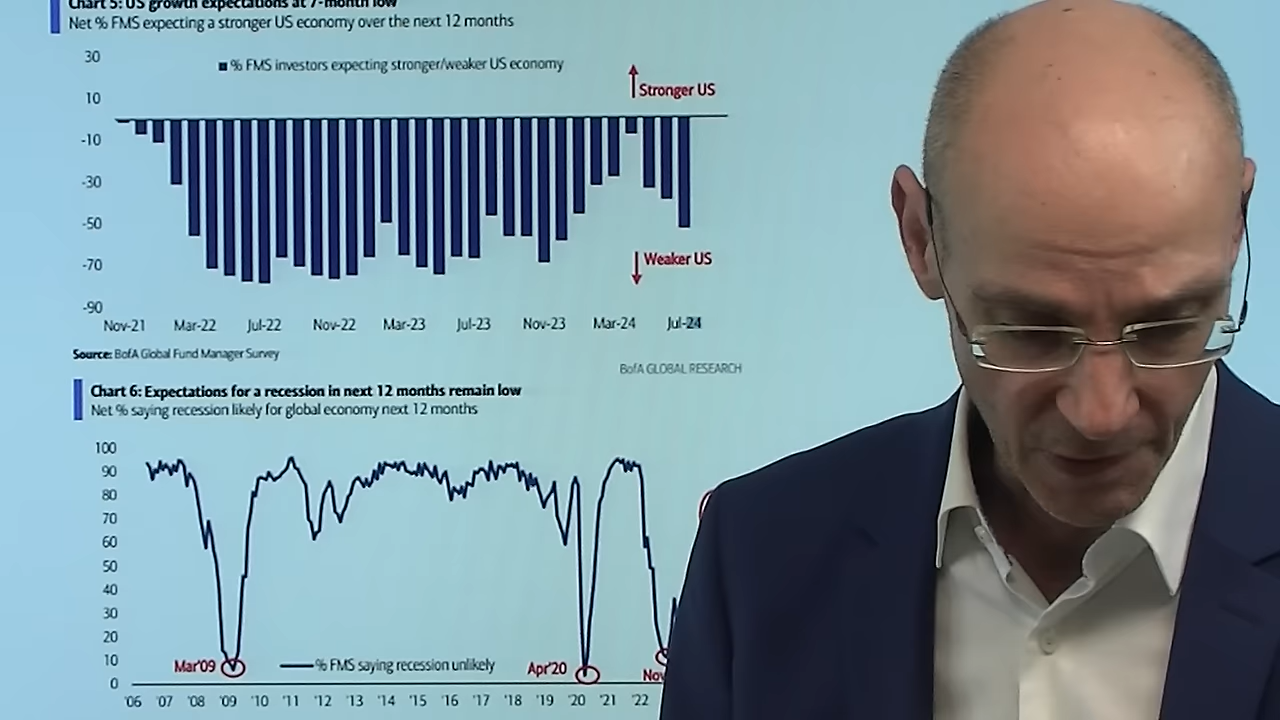 Chart 5: US growth expectations at 7-month low
Net % FMS expecting a stronger US economy over the next 12 months
30
% FMS investors expecting stronger/weaker US economy
Stronger US
10
-10
-30
-50
-70
Weaker US
-90
Nov-21 Mar-22 Jul-22 Nov-22 Mar-23 Jul-23 Nov-23 Mar-24 Jul-24
Source: BofA Global Fund Manager Survey
BofA GLOBAL RESEARCH
Chart 6: Expectations for a recession in next 12 months remain low
Net % saying recession likely for global economy next 12 months
100
90
80
70
60
50
40
30
20
10
Mar'09
% FMS saying recession unlikely
Apr'20
Nov
0
'06 '07 '08 '09 '10 '11 '12 '13 '14 '15 '16 '17 '18 '19 '20 '21 '22